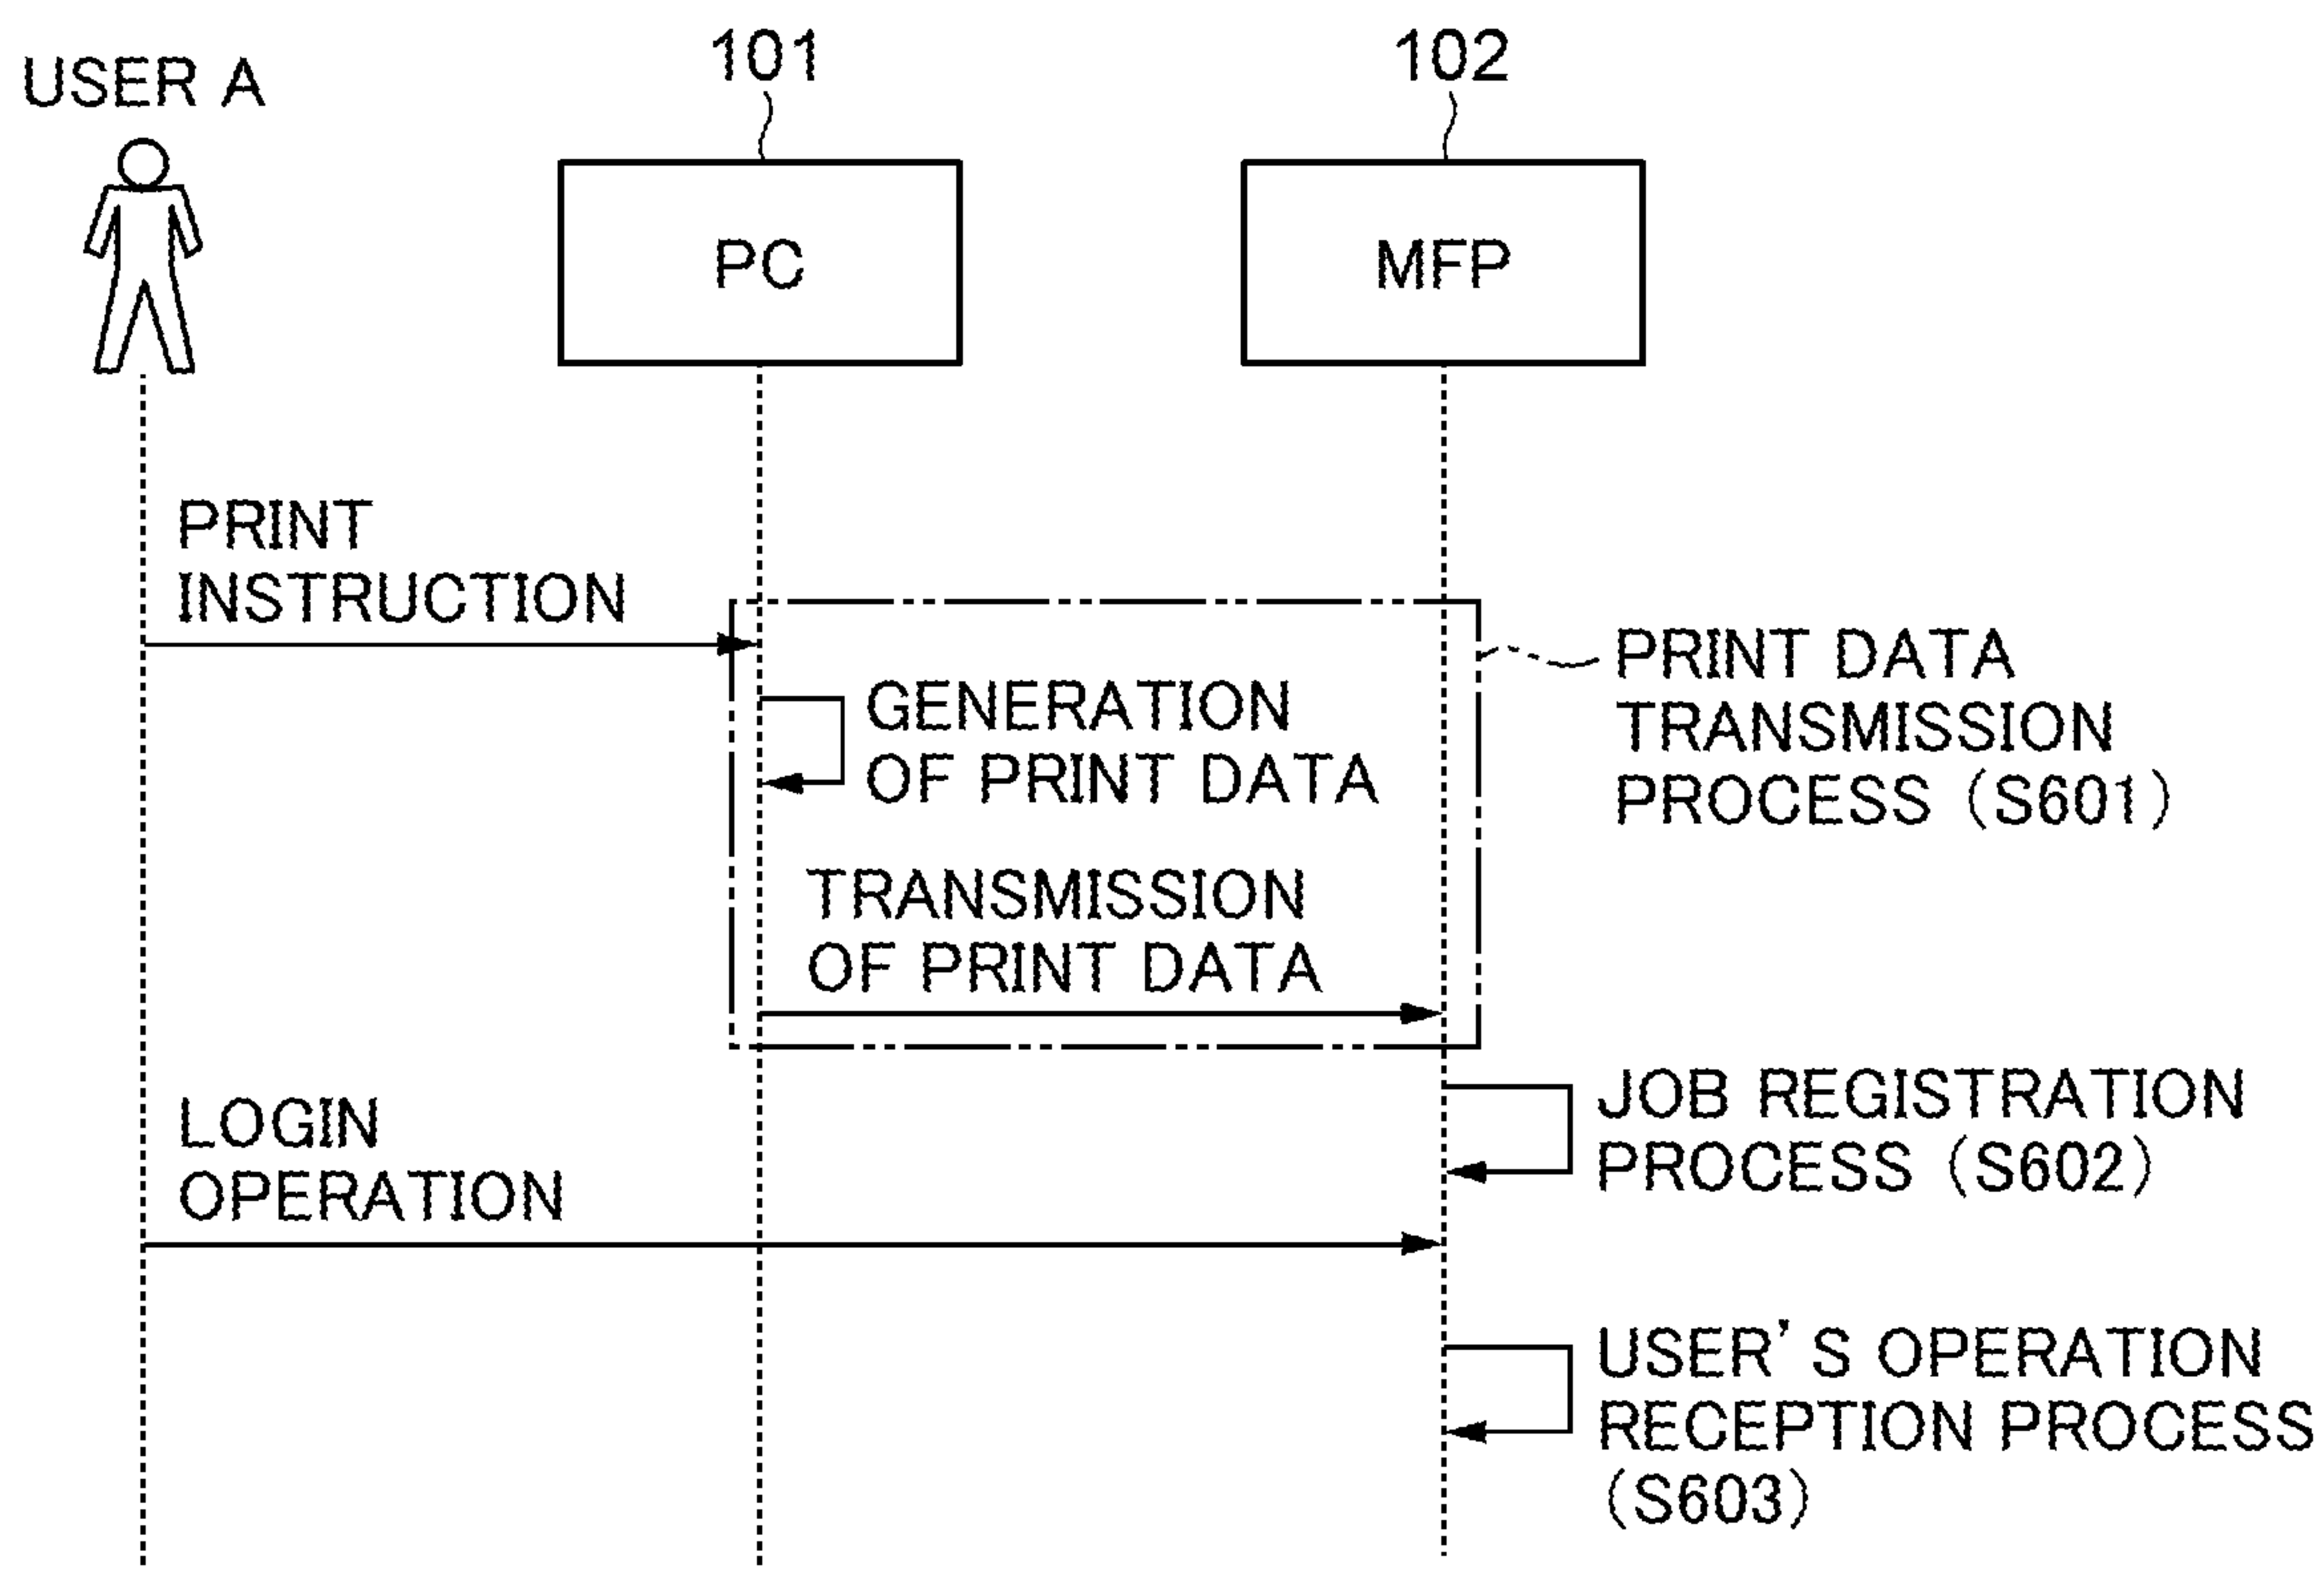 USER A
101
102
PC
MFP
PRINT
INSTRUCTION
GENERATION
OF PRINT DATA
PRINT DATA
TRANSMISSION
PROCESS (S601)
TRANSMISSION
OF PRINT DATA
JOB REGISTRATION
PROCESS (S602)
LOGIN
OPERATION
USER'S OPERATION
RECEPTION PROCESS
(S603)